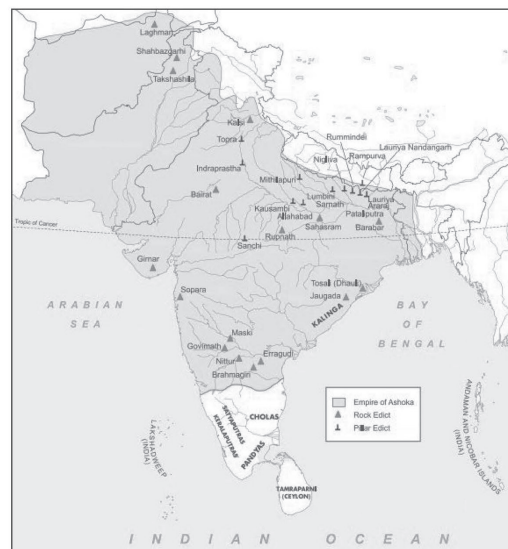 Laghman
Shahbazgarhi
Takshashila
Kalsi
Topra
Rummindei
Lauriya Nandangarh
Rampurva
Nigliva
Indraprastha
Mithilapuri
Bairat
Lumbini
Sarnath
Lauriya
Araraj
Kausambi
Allahabad
Pataliputra
Sahasram
Barabar
Tropic of Cancer
Rupnath
Sanchi
Girnar
Sopara
Tosali (Dhauli)
Jaugada
KALINGA
ARABIAN
SEA
BAY
OF
BENGAL
Maski
Govimath
Erragudi
Nittur
Brahmagiri
Empire of Ashoka
Rock Edict
Pillar Edict
CHOLAS
SATYAPUTRAS
KERALAPUTRAS
PANDYAS
TAMRAPARNI
(CEYLON)
LAKSHADWEEP
(INDIA)
ANDAMAN AND NICOBAR ISLANDS
(INDIA)
INDIAN OCEAN